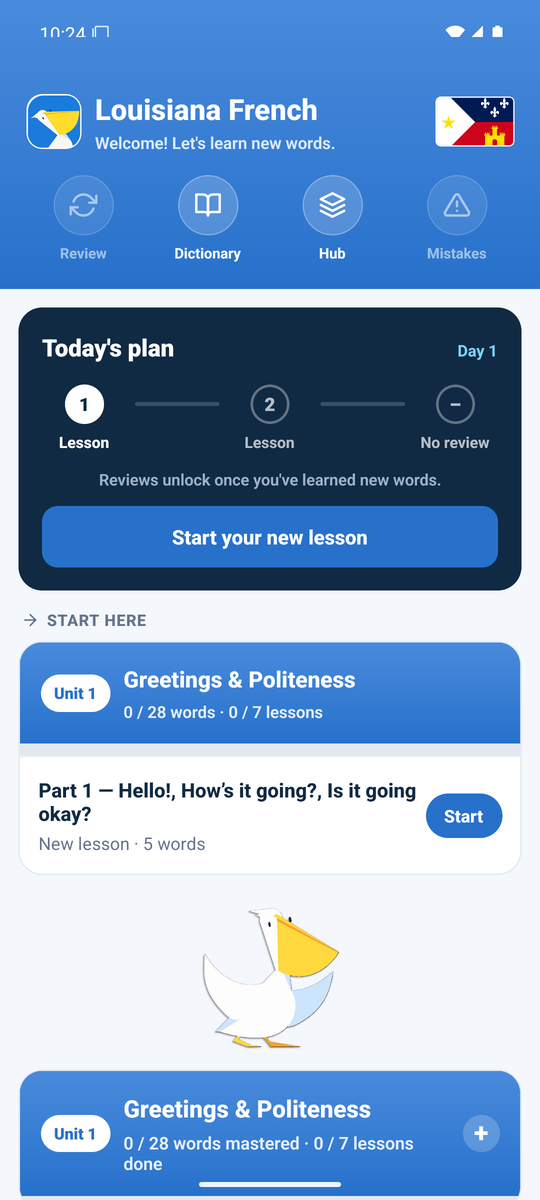 10:24
Louisiana French
Welcome! Let's learn new words.
Review
Dictionary
Hub
Mistakes
Today's plan
Day 1
1
2
–
Lesson
Lesson
No review
Reviews unlock once you've learned new words.
Start your new lesson
→ START HERE
Unit 1
Greetings & Politeness
0 / 28 words · 0 / 7 lessons
Part 1 — Hello!, How’s it going?, Is it going
okay?
New lesson · 5 words
Start
Unit 1
Greetings & Politeness
0 / 28 words mastered · 0 / 7 lessons
done
+